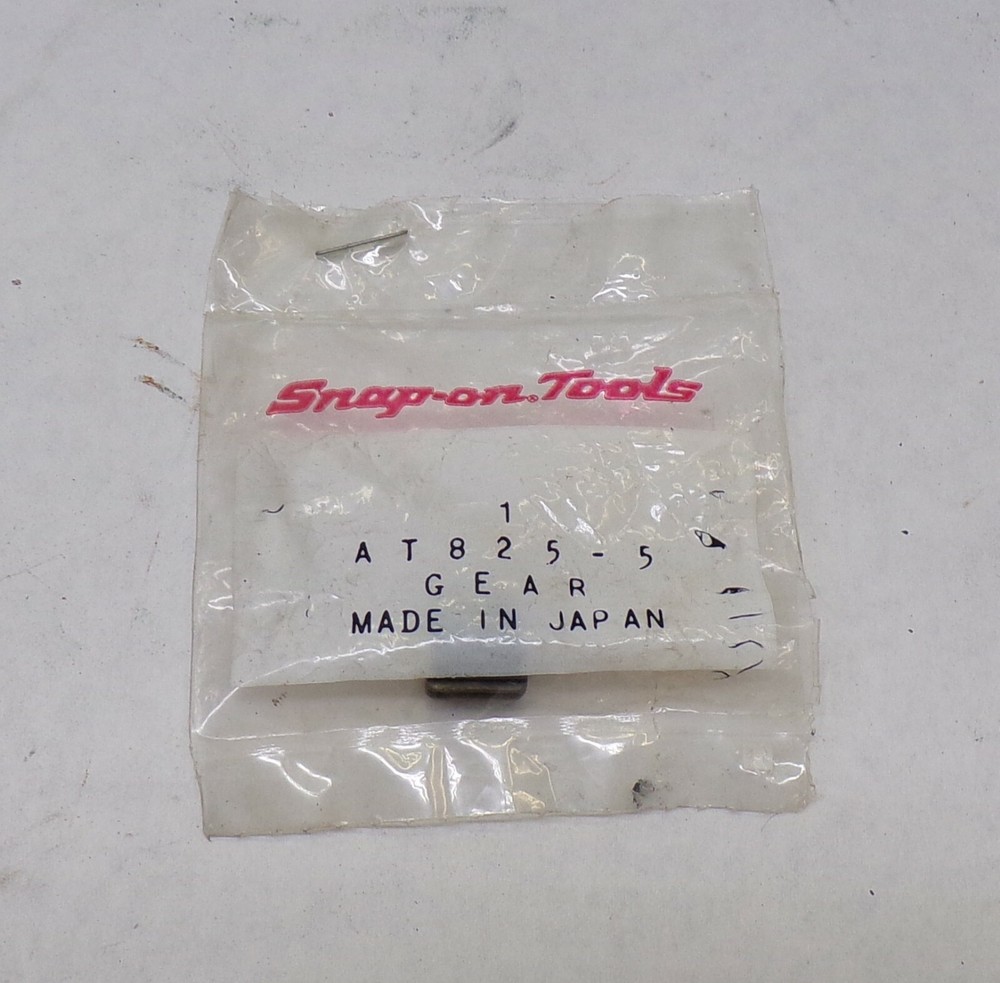 Snap-on® Tools
1
AT825-5
GEAR
MADE IN JAPAN